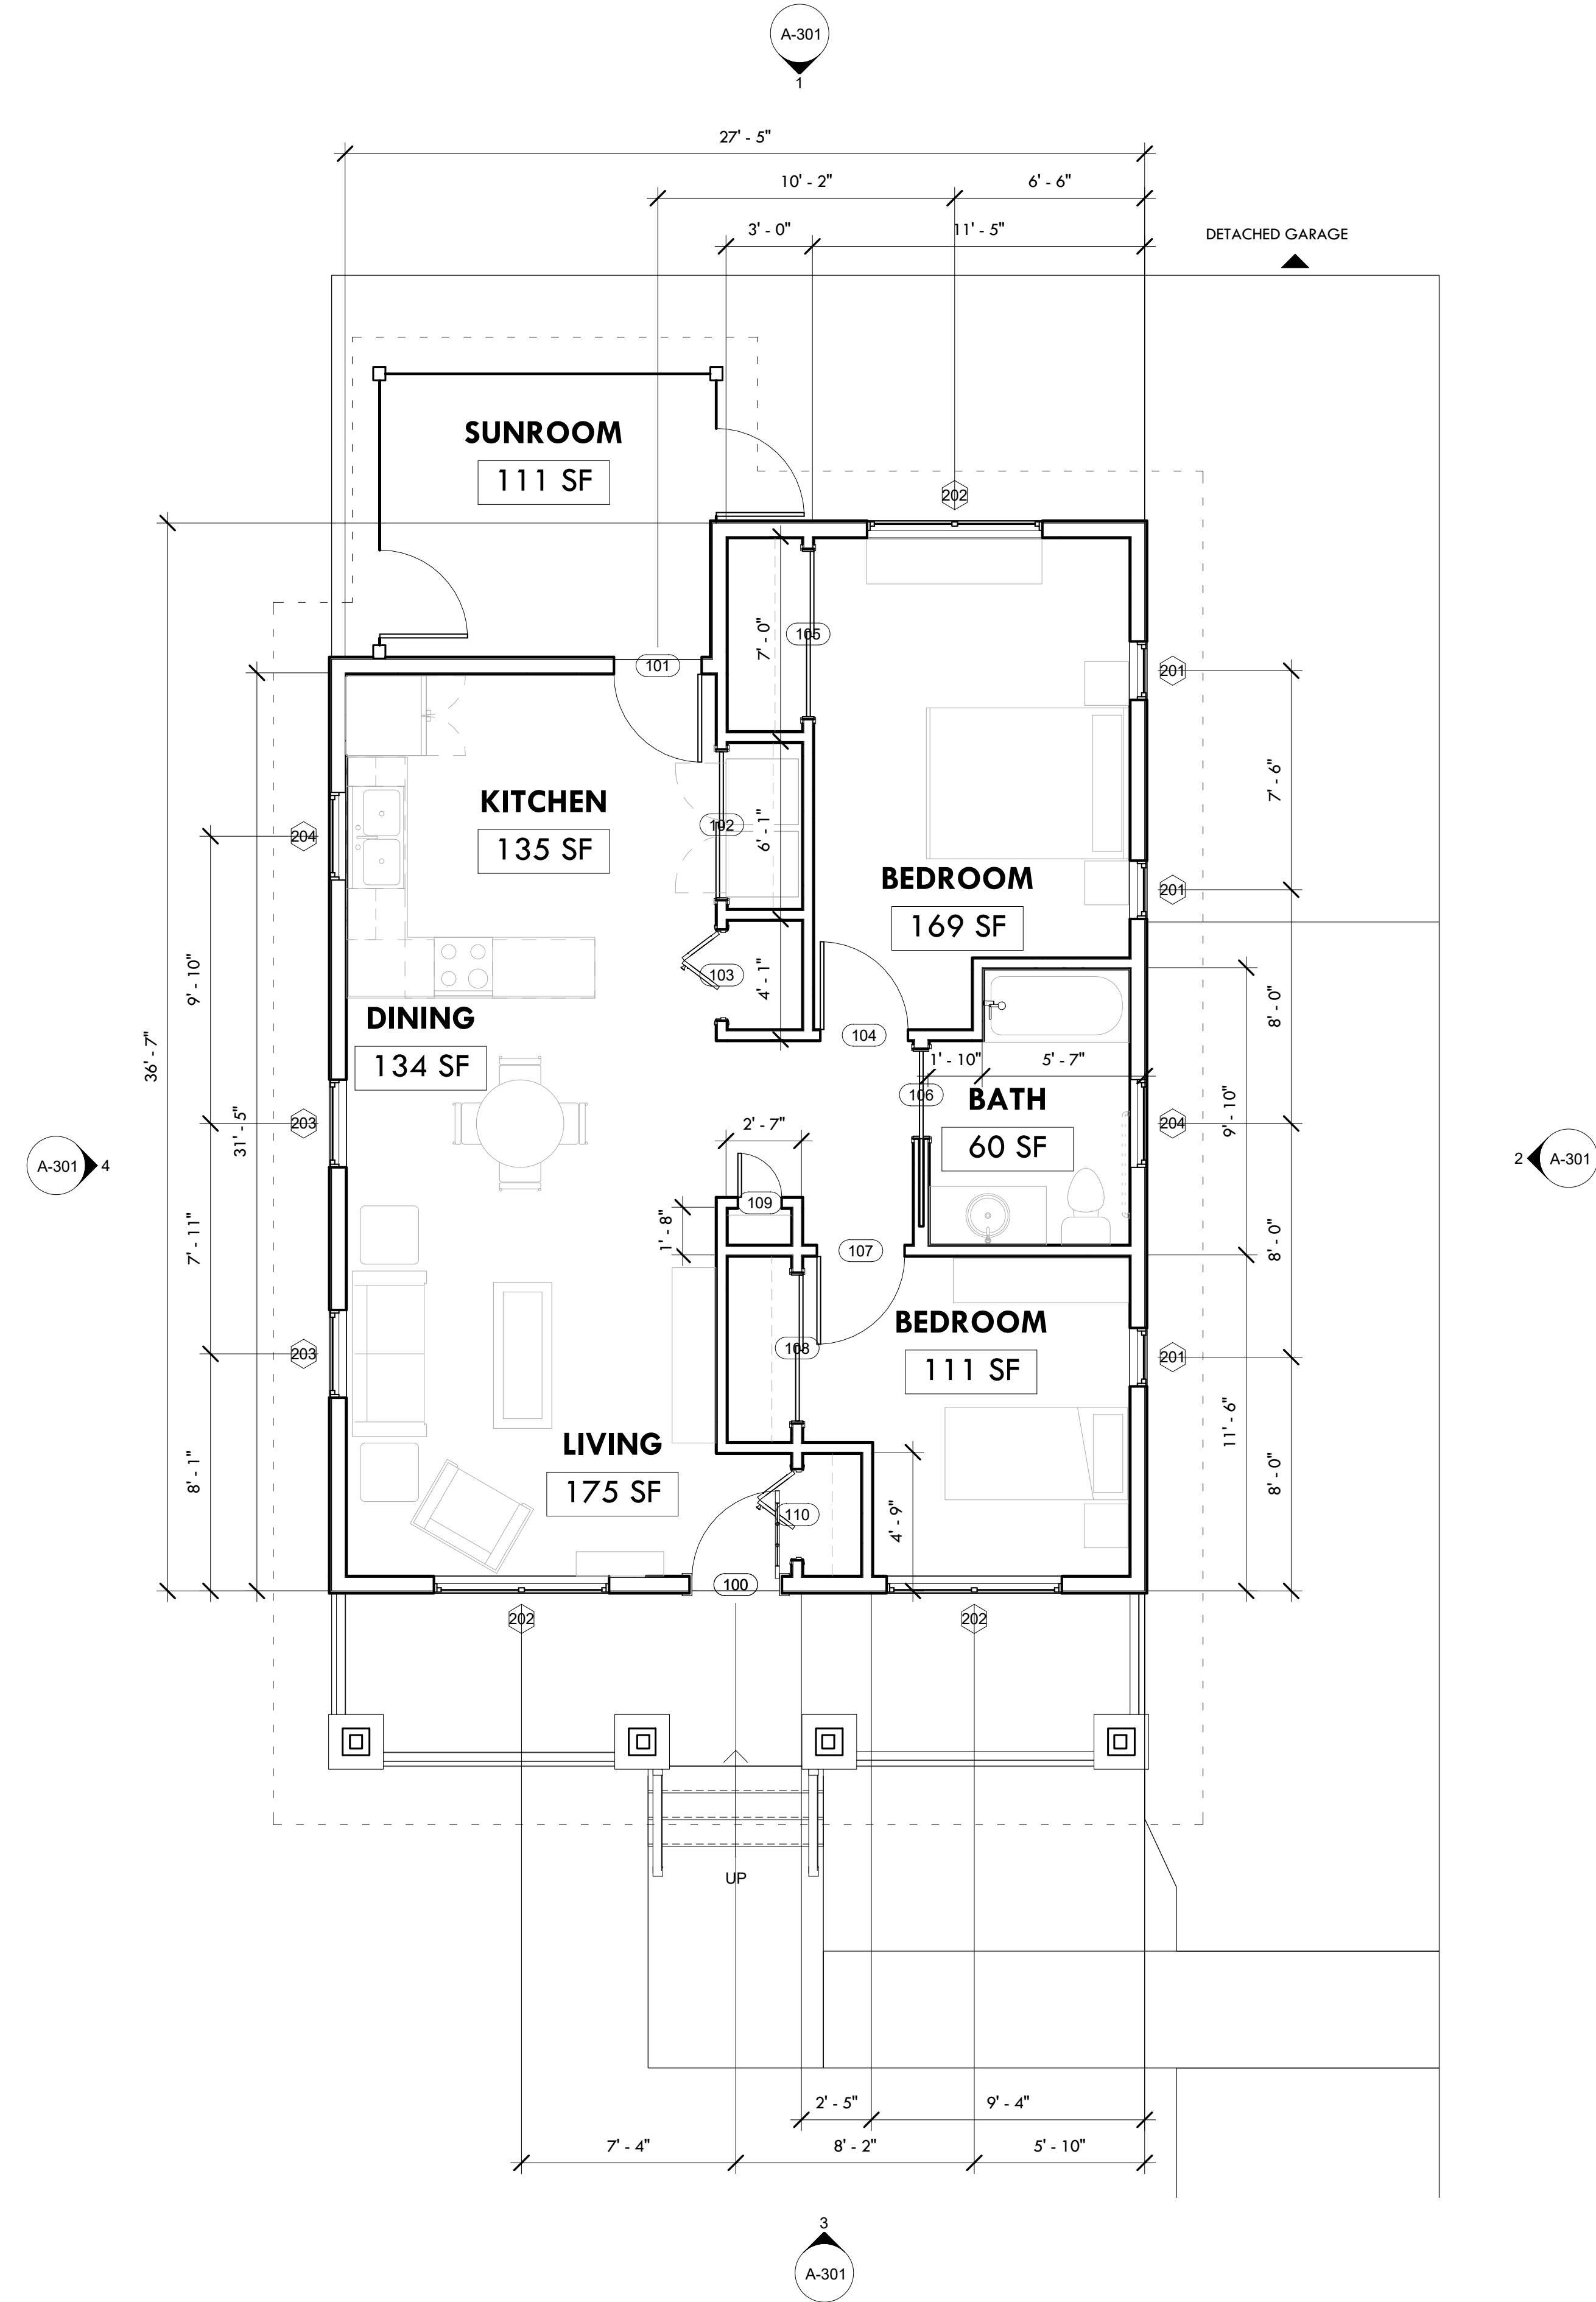 A-301
1
27' - 5"
10' - 2"
6' - 6"
3' - 0"
11' - 5"
DETACHED GARAGE
SUNROOM
111 SF
202
101
105
7' - 0"
201
7' - 6"
KITCHEN
135 SF
102
6' - 1"
204
BEDROOM
169 SF
201
103
4' - 1"
9' - 10"
DINING
134 SF
104
8' - 0"
36' - 7"
31' - 5"
1' - 10"
5' - 7"
106
BATH
60 SF
203
204
9' - 10"
2' - 7"
A-301
4
2
A-301
109
1' - 8"
7' - 11"
107
8' - 0"
BEDROOM
111 SF
108
203
201
LIVING
175 SF
8' - 1"
11' - 6"
8' - 0"
110
4' - 9"
100
202
202
UP
2' - 5"
9' - 4"
7' - 4"
8' - 2"
5' - 10"
3
A-301